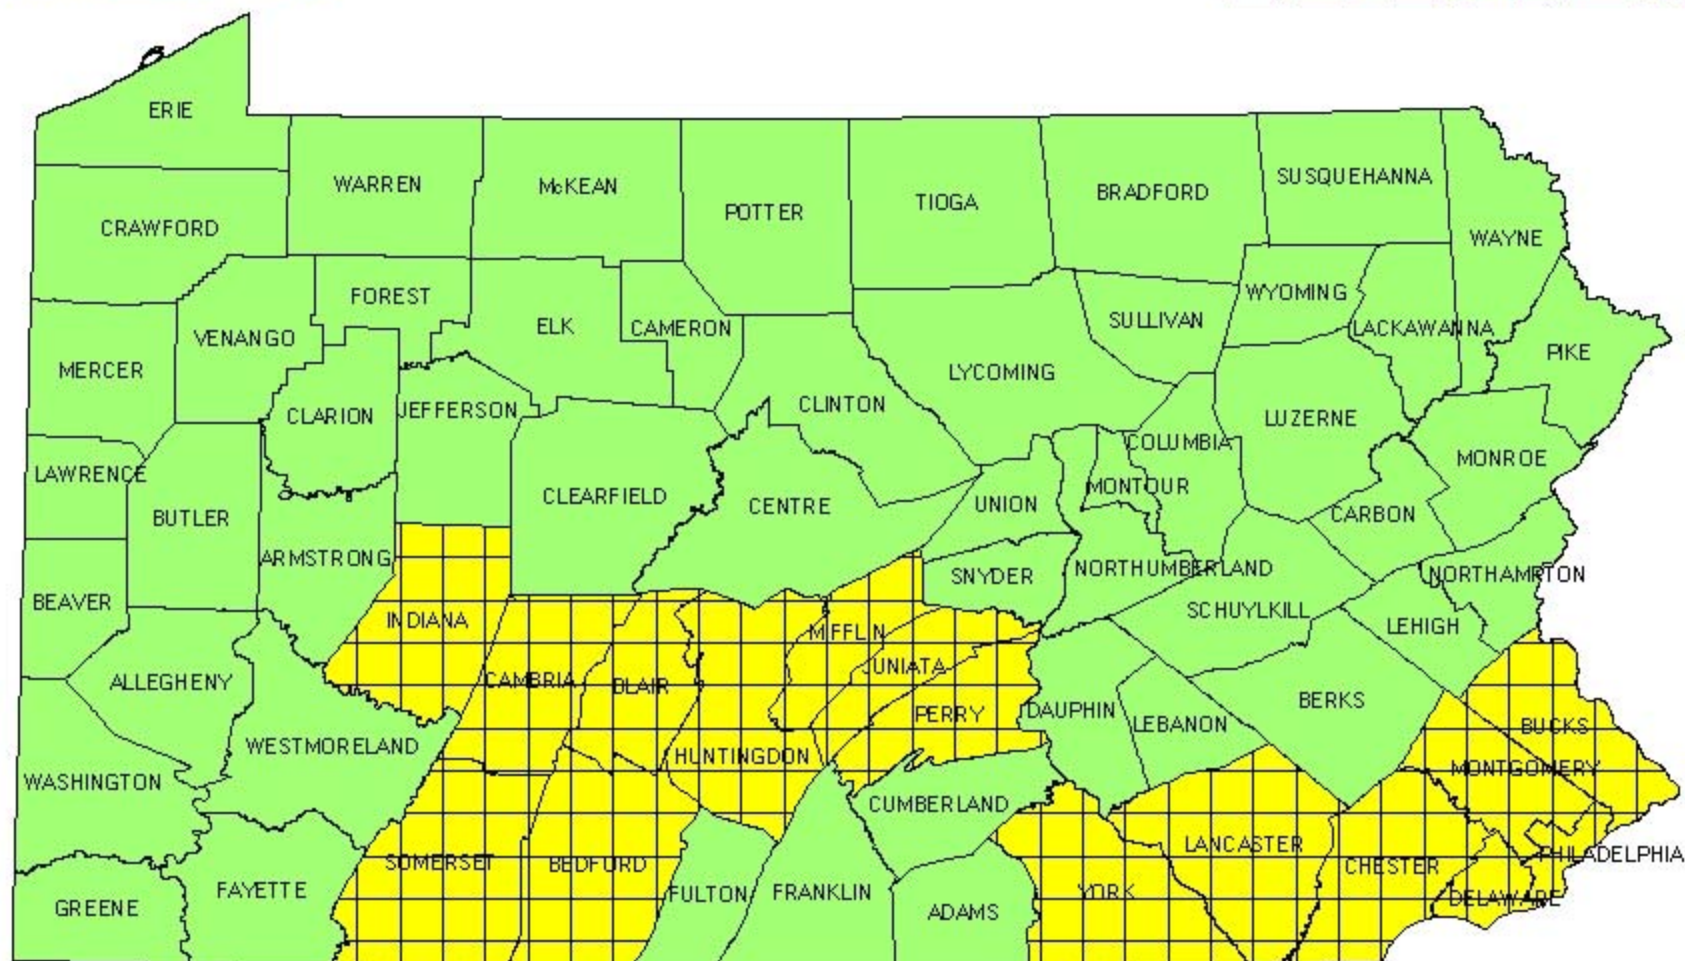 ERIE
WARREN
McKEAN
POTTER
TIOGA
BRADFORD
SUSQUEHANNA
WAYNE
CRAWFORD
FOREST
ELK
CAMERON
WYOMING
SULLIVAN
LACKAWANNA
PIKE
VENANGO
MERCER
CLARION
JEFFERSON
CLINTON
LYCOMING
LUZERNE
COLUMBIA
MONROE
LAWRENCE
BUTLER
CLEARFIELD
CENTRE
UNION
MONTOUR
CARBON
ARMSTRONG
BEAVER
INDIANA
SNYDER
NORTHUMBERLAND
NORTHAMPTON
SCHUYLKILL
LEHIGH
MIFFLIN
JUNIATA
ALLEGHENY
CAMBRIA
BLAIR
PERRY
DAUPHIN
LEBANON
BERKS
BUCKS
WESTMORELAND
HUNTINGDON
MONTGOMERY
WASHINGTON
CUMBERLAND
LANCASTER
CHESTER
PHILADELPHIA
SOMERSET
BEDFORD
FULTON
FRANKLIN
ADAMS
YORK
DELAWARE
FAYETTE
GREENE